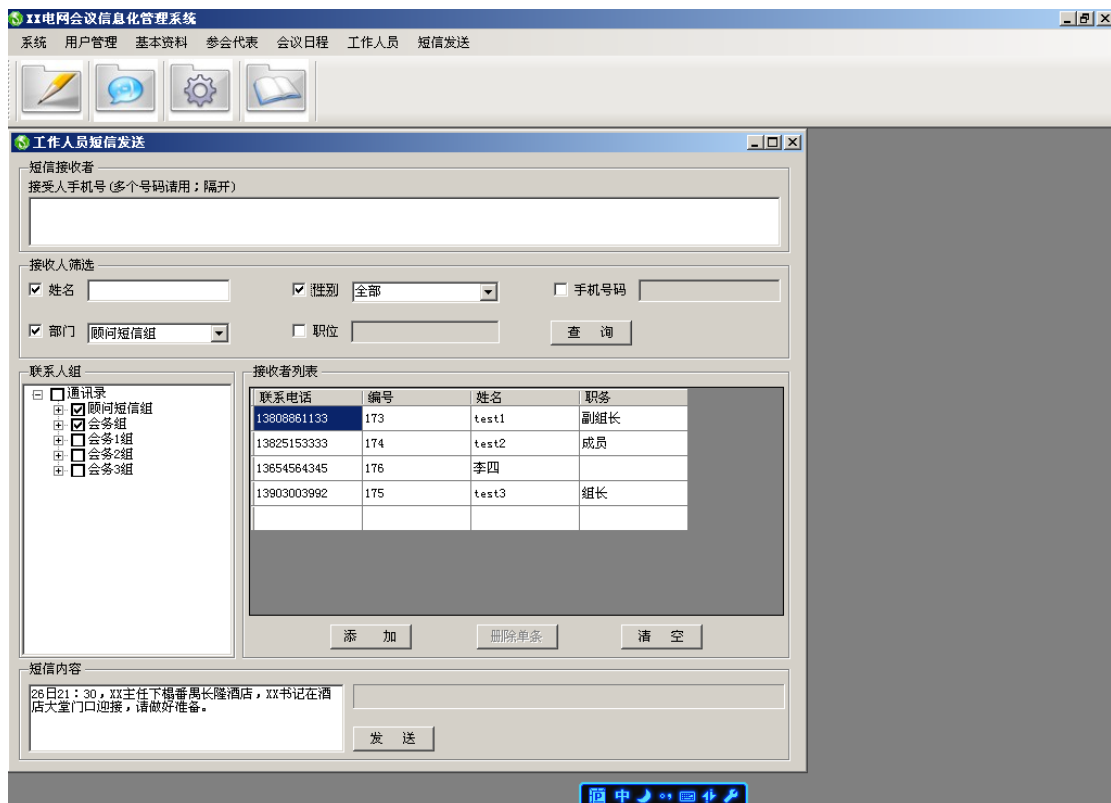 XX电网会议信息化管理系统
系统 用户管理 基本资料 参会代表 会议日程 工作人员 短信发送
工作人员短信发送
短信接收者
接受人手机号(多个号码请用；隔开)
接收人筛选
姓名 性别 全部 手机号码
部门 顾问短信组 职位 查 询
联系人组 接收者列表
通讯录
顾问短信组
会务组
会务1组
会务2组
会务3组
联系电话 编号 姓名 职务
13808861133 173 test1 副组长
13825153333 174 test2 成员
13654564345 176 李四
13903003992 175 test3 组长
添 加 删除单条 清 空
短信内容
26日21：30，XX主任下榻番禺长隆酒店，XX书记在酒
店大堂门口迎接，请做好准备。
发 送
中